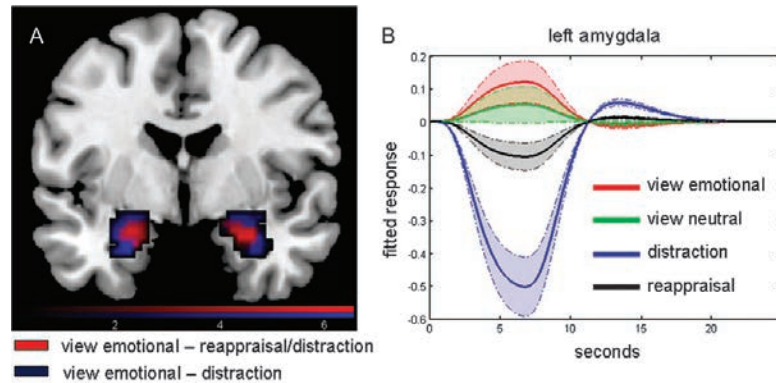 A
2 4 6
view emotional – reappraisal/distraction
view emotional – distraction
B
left amygdala
fitted response
0.2
0.1
0
-0.1
-0.2
-0.3
-0.4
-0.5
-0.6
view emotional
view neutral
distraction
reappraisal
0 5 10 15 20
seconds